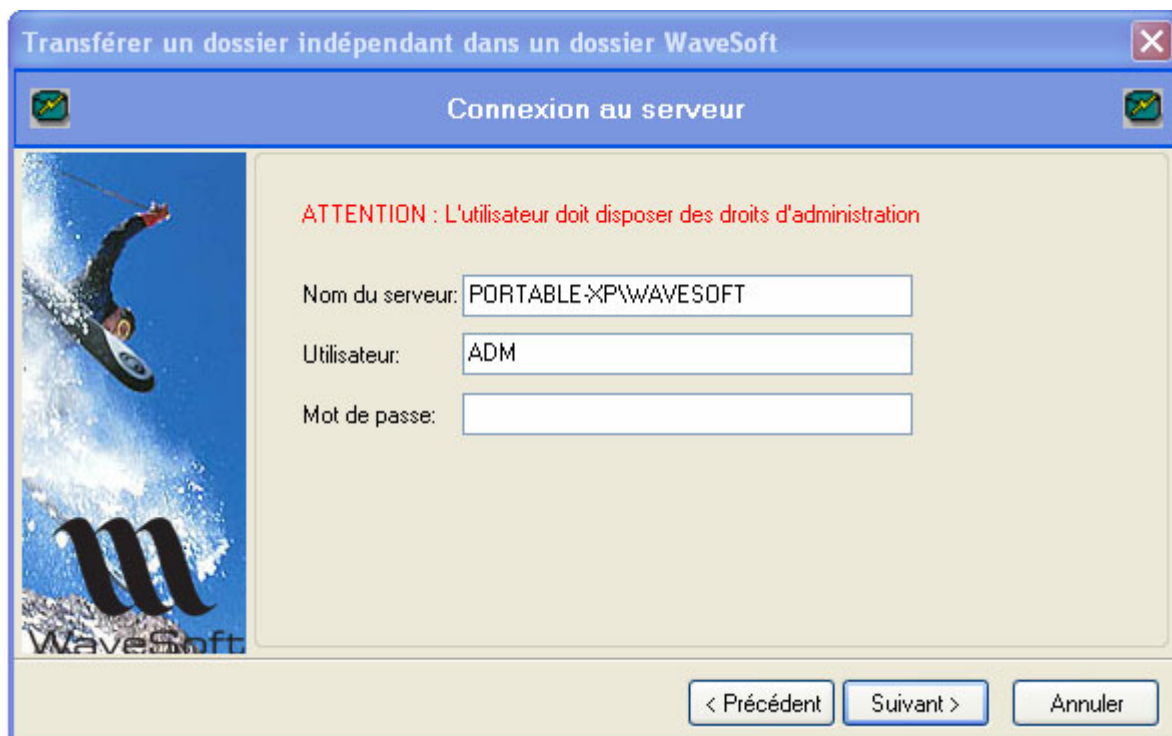 Transférer un dossier indépendant dans un dossier WaveSoft
Connexion au serveur
ATTENTION : L'utilisateur doit disposer des droits d'administration
Nom du serveur: PORTABLE-XP\WAVESOFT
Utilisateur: ADM
Mot de passe:
WaveSoft
< Précédent Suivant > Annuler